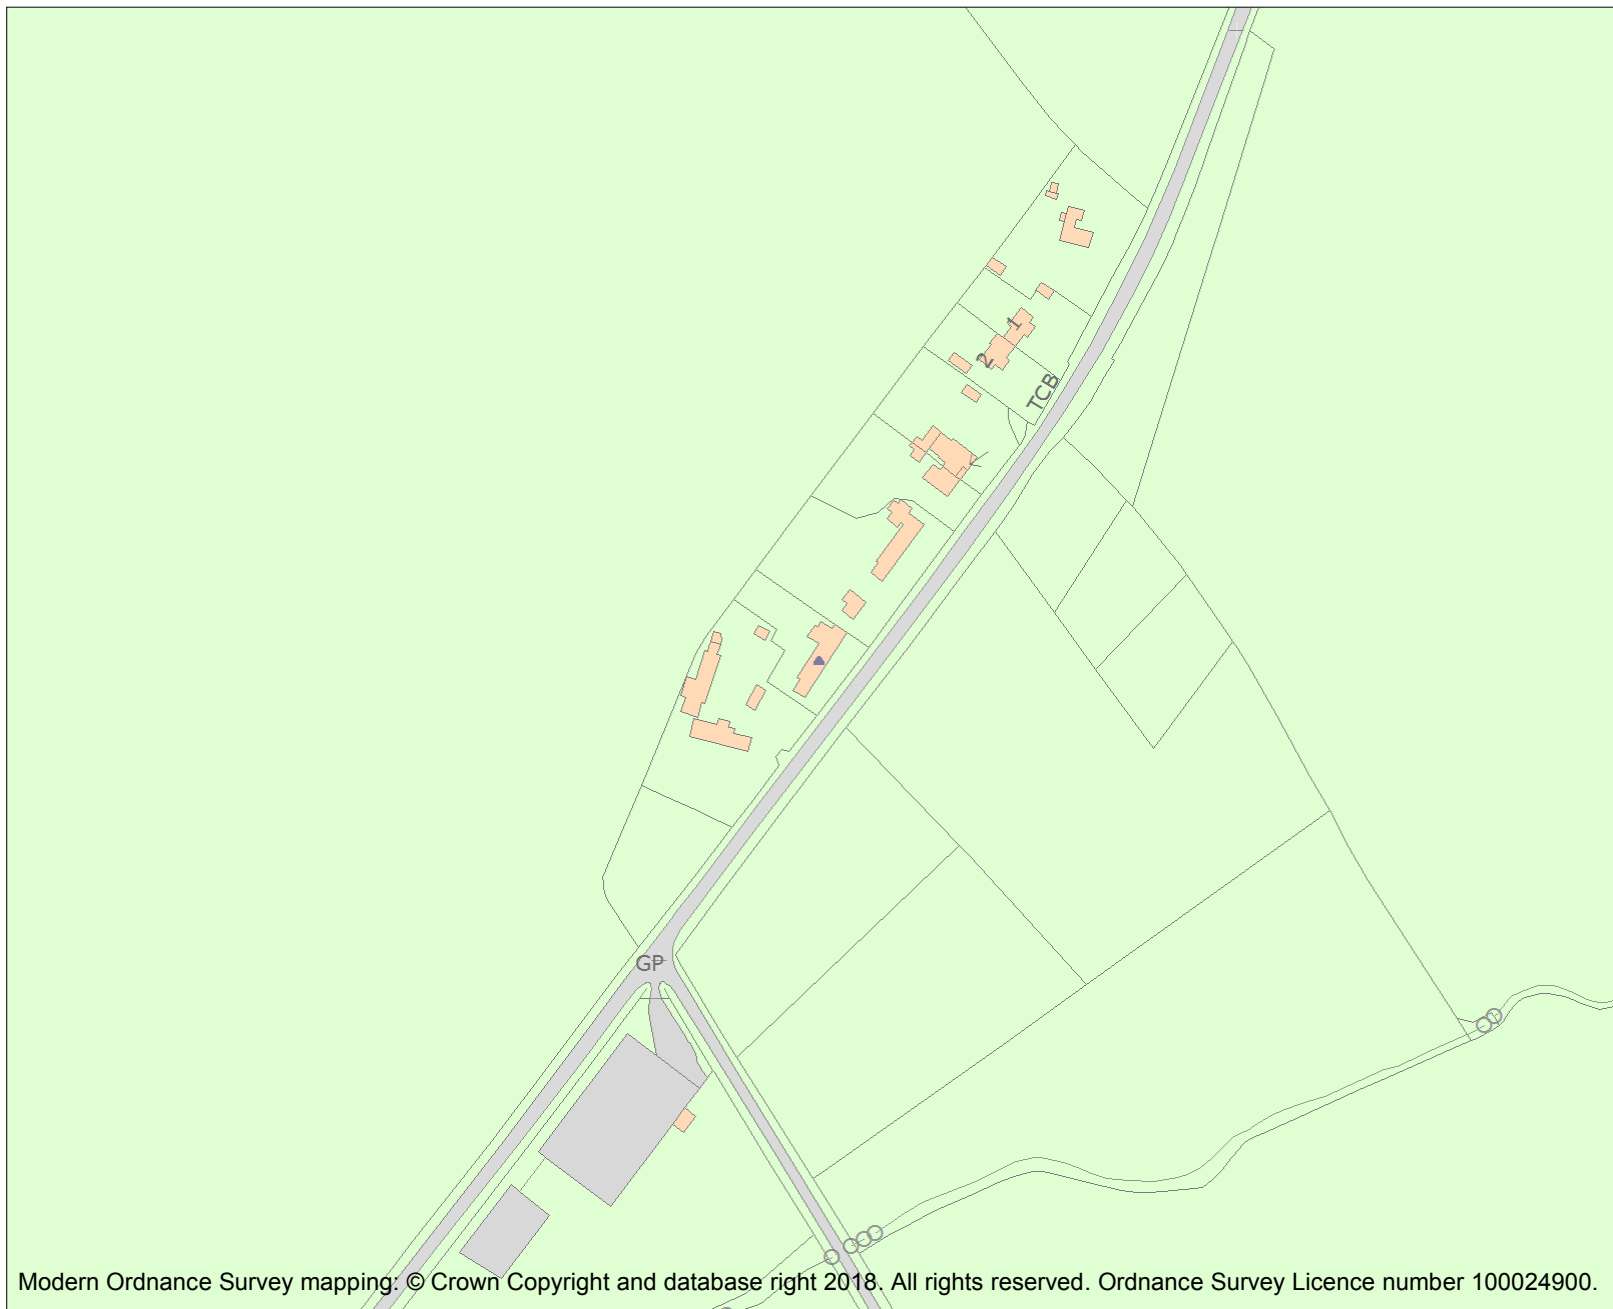 1
2
TCB
GP
Modern Ordnance Survey mapping: © Crown Copyright and database right 2018. All rights reserved. Ordnance Survey Licence number 100024900.